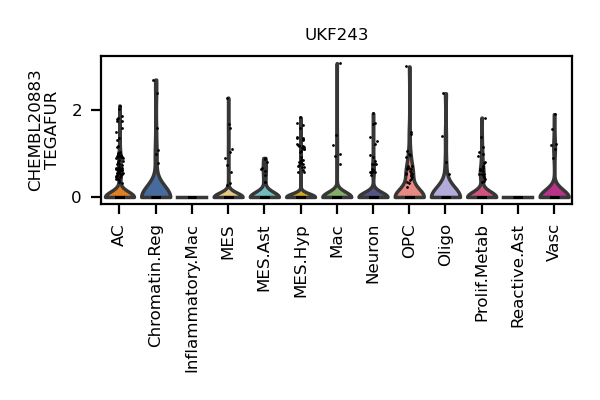 UKF243
CHEMBL20883
TEGAFUR
2
0
AC
Chromatin.Reg
Inflammatory.Mac
MES
MES.Ast
MES.Hyp
Mac
Neuron
OPC
Oligo
Prolif.Metab
Reactive.Ast
Vasc